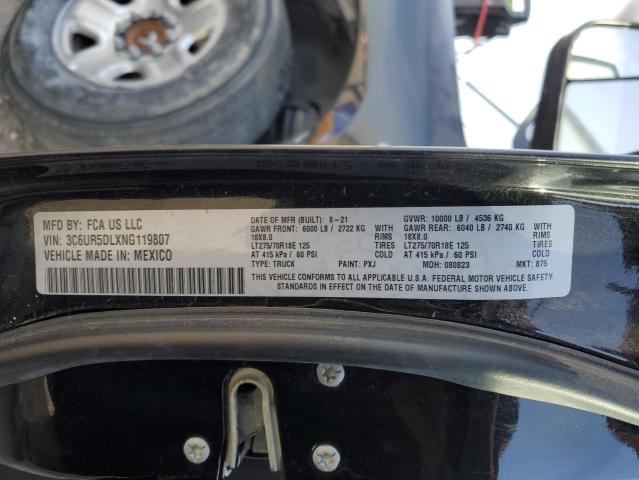 MFD BY: FCA US LLC
VIN: 3C6UR5DLXNG119807
VEHICLE MADE IN: MEXICO
DATE OF MFR (BUILT): 8-21 GVWR: 10000 LB / 4536 KG
GAWR FRONT: 6000 LB / 2722 KG GAWR REAR: 6040 LB / 2740 KG
18X8.0 RIMS 18X8.0 RIMS
LT275/70R18E 125 TIRES LT275/70R18E 125 TIRES
AT 415 kPa / 60 PSI COLD AT 415 kPa / 60 PSI COLD
TYPE: TRUCK PAINT: PXJ MDH: 080823 MKT: 875
THIS VEHICLE CONFORMS TO ALL APPLICABLE U.S.A. FEDERAL MOTOR VEHICLE SAFETY
STANDARDS IN EFFECT ON THE DATE OF MANUFACTURE SHOWN ABOVE